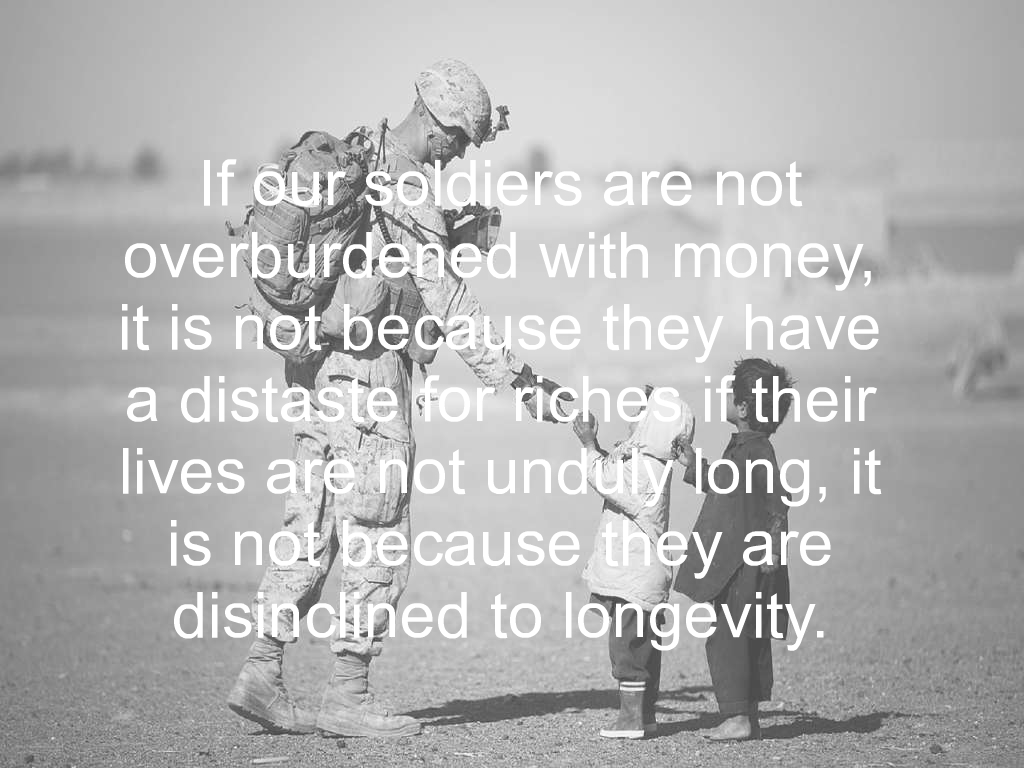 If our soldiers are not
overburdened with money,
it is not because they have
a distaste for riches if their
lives are not unduly long, it
is not because they are
disinclined to longevity.